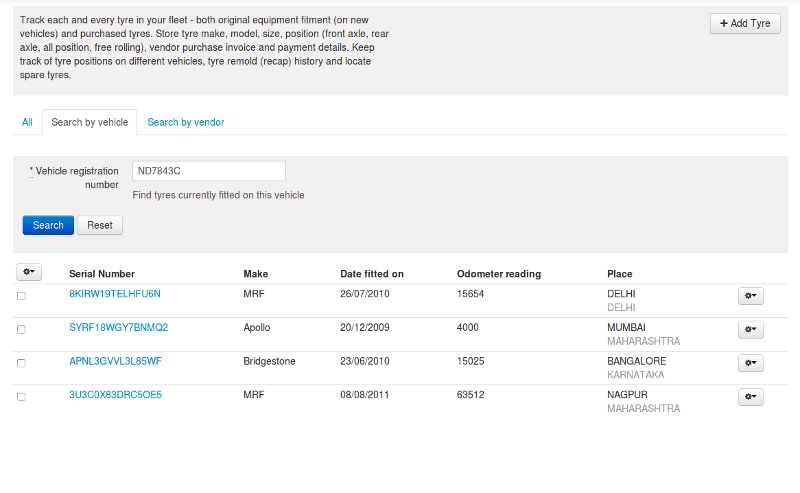 Track each and every tyre in your fleet - both original equipment fitment (on new
vehicles) and purchased tyres. Store tyre make, model, size, position (front axle, rear
axle, all position, free rolling), vendor purchase invoice and payment details. Keep
track of tyre positions on different vehicles, tyre remold (recap) history and locate
spare tyres.
+ Add Tyre
All Search by vehicle Search by vendor
* Vehicle registration number
ND7843C
Find tyres currently fitted on this vehicle
Search Reset
Serial Number Make Date fitted on Odometer reading Place
8KIRW19TELHFU6N MRF 26/07/2010 15654 DELHI
DELHI
SYRF18WGY7BNMQ2 Apollo 20/12/2009 4000 MUMBAI
MAHARASHTRA
APNL3GVVL3L85WF Bridgestone 23/06/2010 15025 BANGALORE
KARNATAKA
3U3C0X83DRC5OE5 MRF 08/08/2011 63512 NAGPUR
MAHARASHTRA